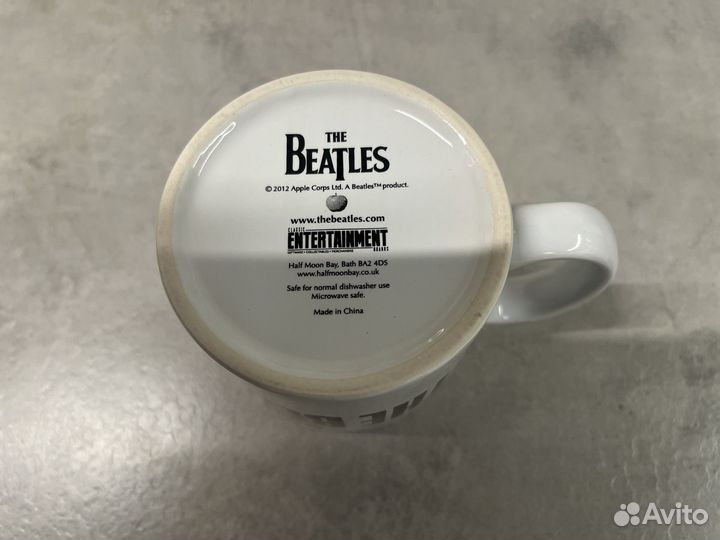 THE
BEATLES
© 2012 Apple Corps Ltd. A Beatles™ product.
www.thebeatles.com
CLASSIC
ENTERTAINMENT
BRANDS
Half Moon Bay, Bath BA2 4DS
www.halfmoonbay.co.uk
Safe for normal dishwasher use
Microwave safe.
Made in China
Avito